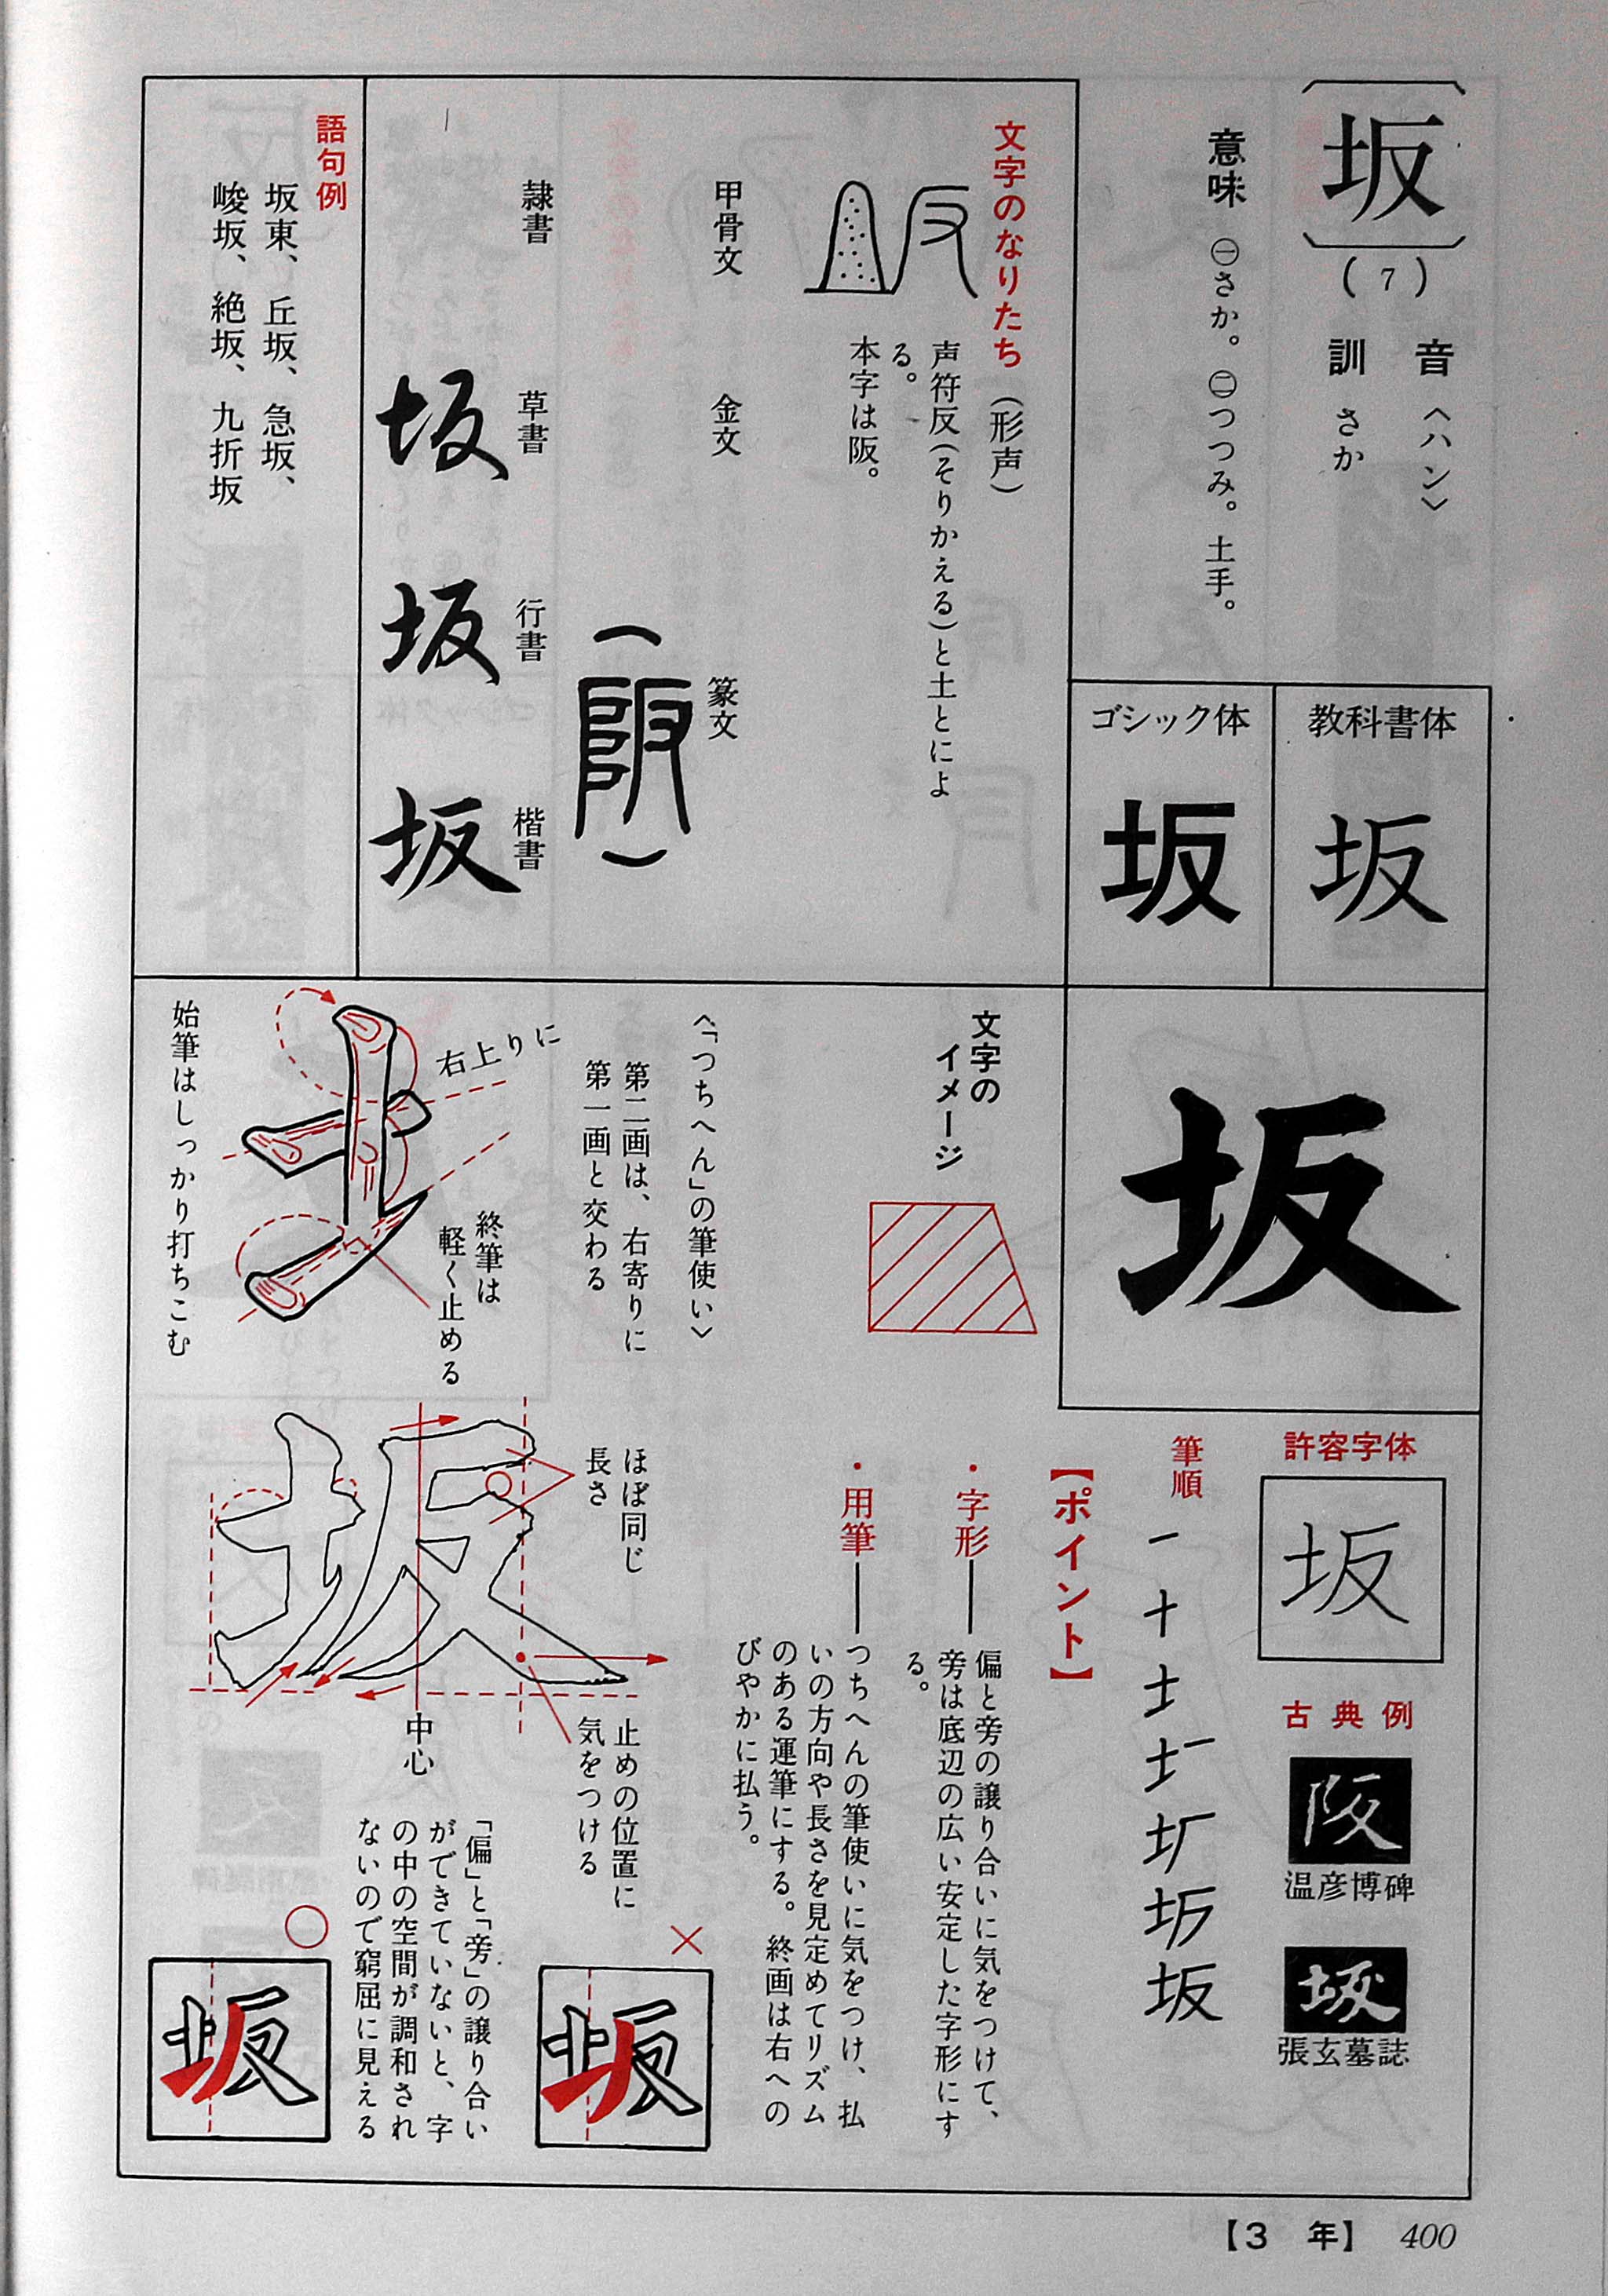 坂
(7)
音 〈ハン〉
訓 さか
意味 ㊀さか。㊁つつみ。土手。
教科書体
坂
ゴシック体
坂
文字のなりたち(形声)
声符反(そりかえる)と土とによ
る。
本字は阪。
甲骨文
金文
篆文
(阪)
隷書
草書
坂
行書
坂
楷書
坂
語句例
坂東、丘坂、急坂、
峻坂、絶坂、九折坂
坂
許容字体
坂
古典例
阪
温彦博碑
坂
張玄墓誌
筆順
一 十 土 圹 坂
【ポイント】
・字形――偏と旁の譲り合いに気をつけて、
旁は底辺の広い安定した字形にす
る。
・用筆――つちへんの筆使いに気をつけ、払
いの方向や長さを見定めてリズム
のある運筆にする。終画は右への
びやかに払う。
文字の
イメージ
〈「つちへん」の筆使い〉
第二画は、右寄りに
第一画と交わる
右上りに
終筆は
軽く止める
始筆はしっかり打ちこむ
ほぼ同じ
長さ
止めの位置に
気をつける
中心
×
坂
「偏」と「旁」の譲り合い
ができていないと、字
の中の空間が調和され
ないので窮屈に見える
○
坂
【3 年】 400